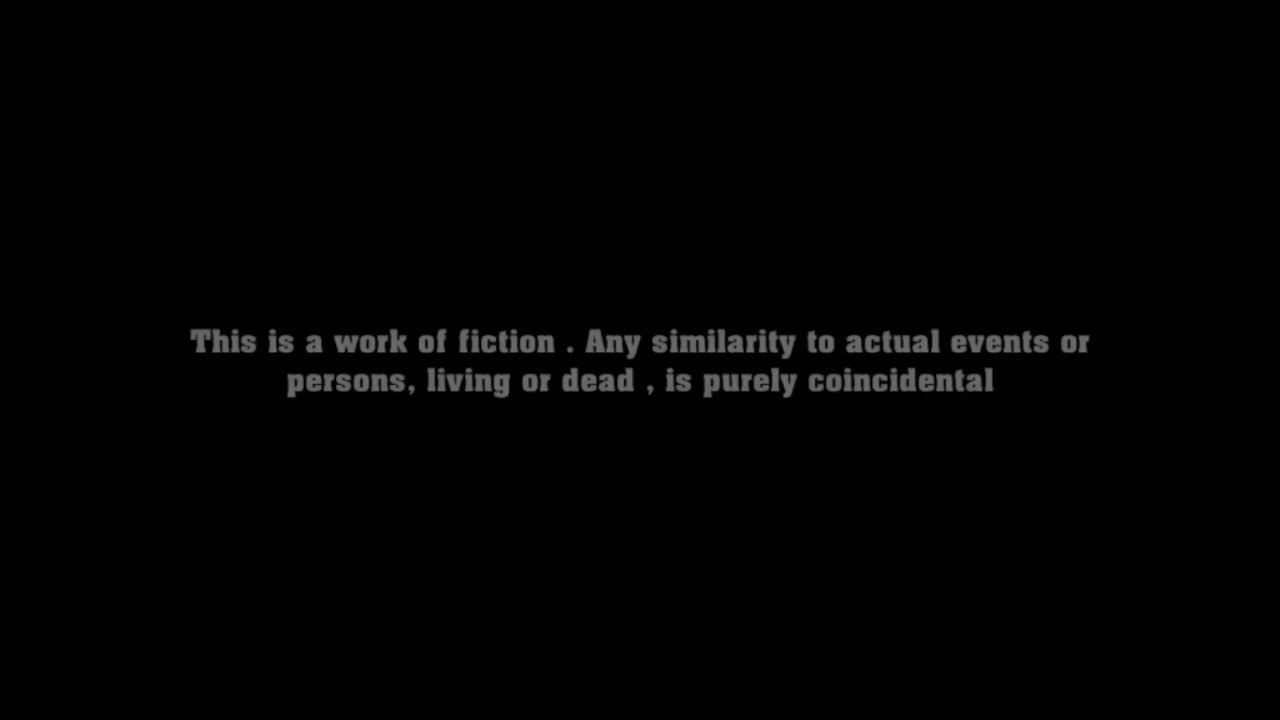 This is a work of fiction . Any similarity to actual events or
persons, living or dead , is purely coincidental